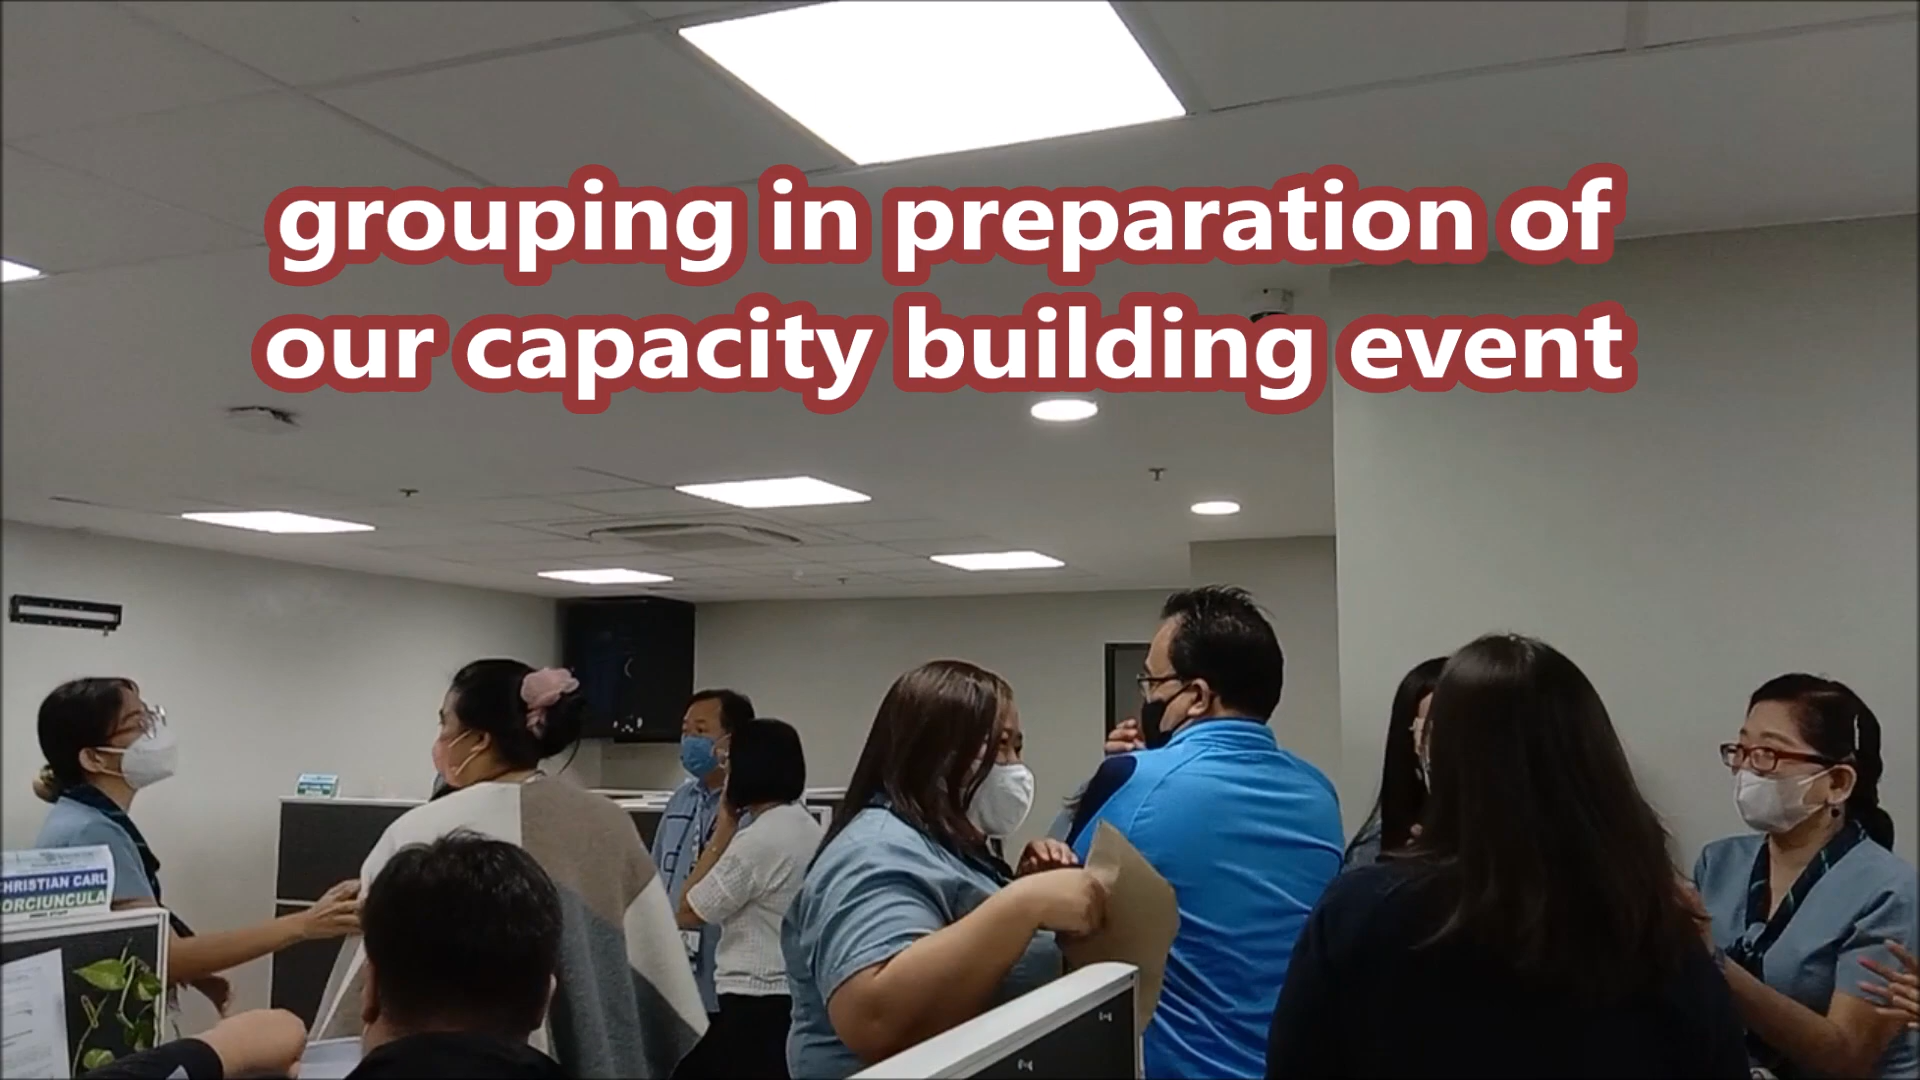 grouping in preparation of
our capacity building event
CHRISTIAN CARL
PORCIUNCULA